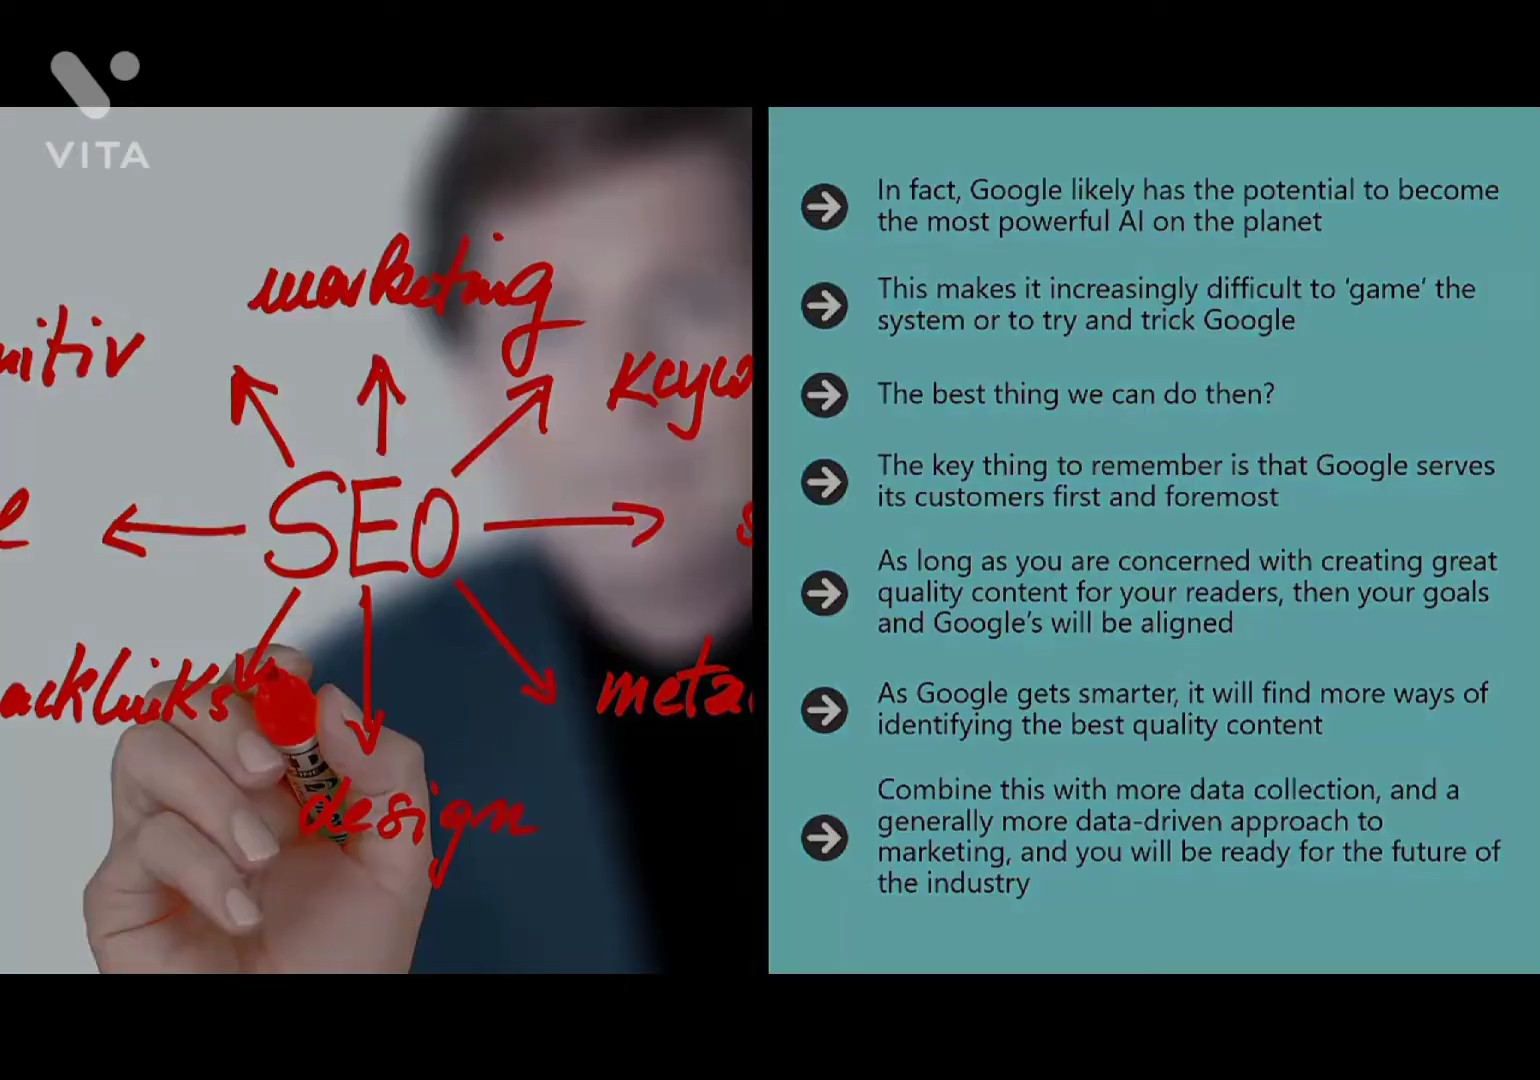 VITA
marketing
SEO
design
In fact, Google likely has the potential to become
the most powerful AI on the planet
This makes it increasingly difficult to ‘game’ the
system or to try and trick Google
The best thing we can do then?
The key thing to remember is that Google serves
its customers first and foremost
As long as you are concerned with creating great
quality content for your readers, then your goals
and Google’s will be aligned
As Google gets smarter, it will find more ways of
identifying the best quality content
Combine this with more data collection, and a
generally more data-driven approach to
marketing, and you will be ready for the future of
the industry